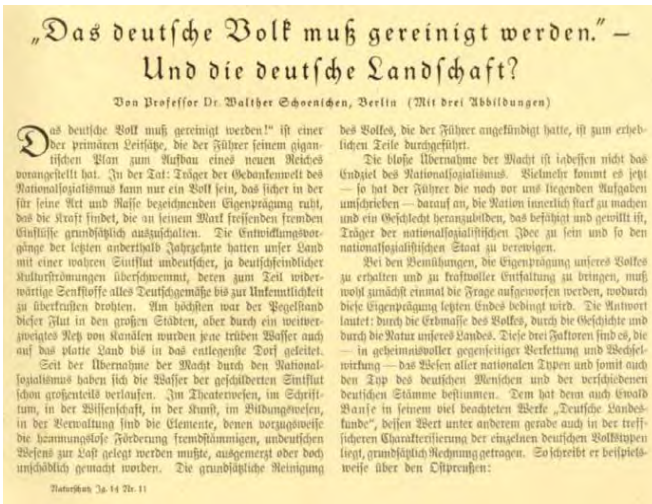 „Das deutsche Volk muß gereinigt werden.“ –
Und die deutsche Landschaft?
Von Professor Dr. Walther Schoenichen, Berlin (Mit drei Abbildungen)
Das deutsche Volk muß gereinigt werden!“ ist einer
der primären Leitsätze, die der Führer seinem gigan-
tischen Plan zum Aufbau eines neuen Reiches
vorangestellt hat. In der Tat: Träger der Gedankenwelt des
Nationalsozialismus kann nur ein Volk sein, das sicher in der
für seine Art und Rasse bezeichnenden Eigenprägung ruht,
das die Kraft findet, die an seinem Mark fressenden fremden
Einflüsse grundsätzlich auszuschalten. Die Entwicklungsvor-
gänge der letzten anderthalb Jahrzehnte hatten unser Land
mit einer wahren Sintflut undeutscher, ja deutschfeindlicher
Kulturströmungen überschwemmt, deren zum Teil wider-
wärtige Senkstoffe alles Deutschgemäße bis zur Unkenntlichkeit
zu überkrusten drohten. Am höchsten war der Pegelstand
dieser Flut in den großen Städten, aber durch ein weitver-
zweigtes Netz von Kanälen wurden jene trüben Wasser auch
auf das platte Land bis in das entlegenste Dorf geleitet.
Seit der Übernahme der Macht durch den National-
sozialismus haben sich die Wasser der geschilderten Sintflut
schon großenteils verlaufen. Im Theaterwesen, im Schrift-
tum, in der Wissenschaft, in der Kunst, im Bildungswesen,
in der Verwaltung sind die Elemente, denen vorzugsweise
die hemmungslose Förderung fremdstämmigen, undeutschen
Wesens zur Last gelegt werden mußte, ausgemerzt oder doch
unschädlich gemacht worden. Die grundsätzliche Reinigung
Naturschutz Jg. 14 Nr. 11
des Volkes, die der Führer angekündigt hatte, ist zum erheb-
lichen Teile durchgeführt.
Die bloße Übernahme der Macht ist indessen nicht das
Endziel des Nationalsozialismus. Vielmehr kommt es jetzt
– so hat der Führer die noch vor uns liegenden Aufgaben
umschrieben – darauf an, die Nation innerlich stark zu machen
und ein Geschlecht heranzubilden, das befähigt und gewillt ist,
Träger der nationalsozialistischen Idee zu sein und so den
nationalsozialistischen Staat zu verewigen.
Bei den Bemühungen, die Eigenprägung unseres Volkes
zu erhalten und zu kraftvoller Entfaltung zu bringen, muß
wohl zunächst einmal die Frage aufgeworfen werden, wodurch
diese Eigenprägung letzten Endes bedingt wird. Die Antwort
lautet: durch die Erbmasse des Volkes, durch die Geschichte und
durch die Natur unseres Landes. Diese drei Faktoren sind es, die
– in geheimnisvoller gegenseitiger Verkettung und Wechsel-
wirkung – das Wesen aller nationalen Typen und somit auch
den Typ des deutschen Menschen und der verschiedenen
deutschen Stämme bestimmen. Dem hat denn auch Ewald
Banse in seinem viel beachteten Werke „Deutsche Landes-
kunde“, dessen Wert unter anderem gerade auch in der treff-
sicheren Charakterisierung der einzelnen deutschen Volkstypen
liegt, grundsätzlich Rechnung getragen. So schreibt er beispiels-
weise über den Ostpreußen: